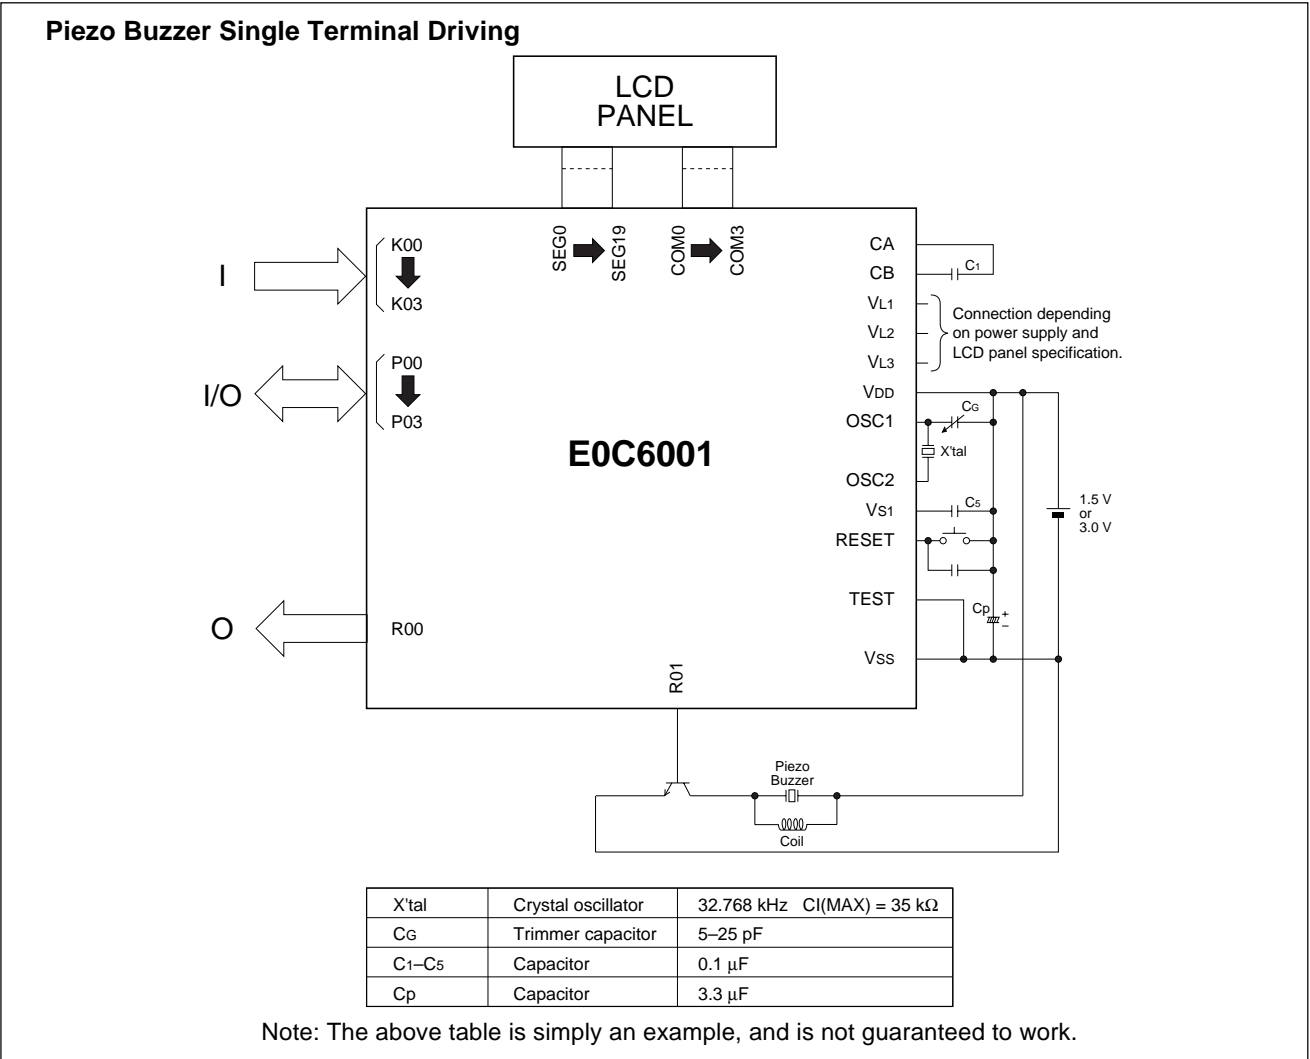 Piezo Buzzer Single Terminal Driving
LCD
PANEL
SEG0
SEG19
COM0
COM3
I
K00
K03
I/O
P00
P03
O
R00
E0C6001
R01
CA
CB
C1
VL1
VL2
VL3
Connection depending
on power supply and
LCD panel specification.
VDD
OSC1
CG
X'tal
OSC2
VS1
C5
RESET
TEST
Cp
+
–
VSS
1.5 V
or
3.0 V
Piezo
Buzzer
Coil
X'tal Crystal oscillator 32.768 kHz CI(MAX) = 35 kΩ
CG Trimmer capacitor 5–25 pF
C1–C5 Capacitor 0.1 µF
Cp Capacitor 3.3 µF
Note: The above table is simply an example, and is not guaranteed to work.